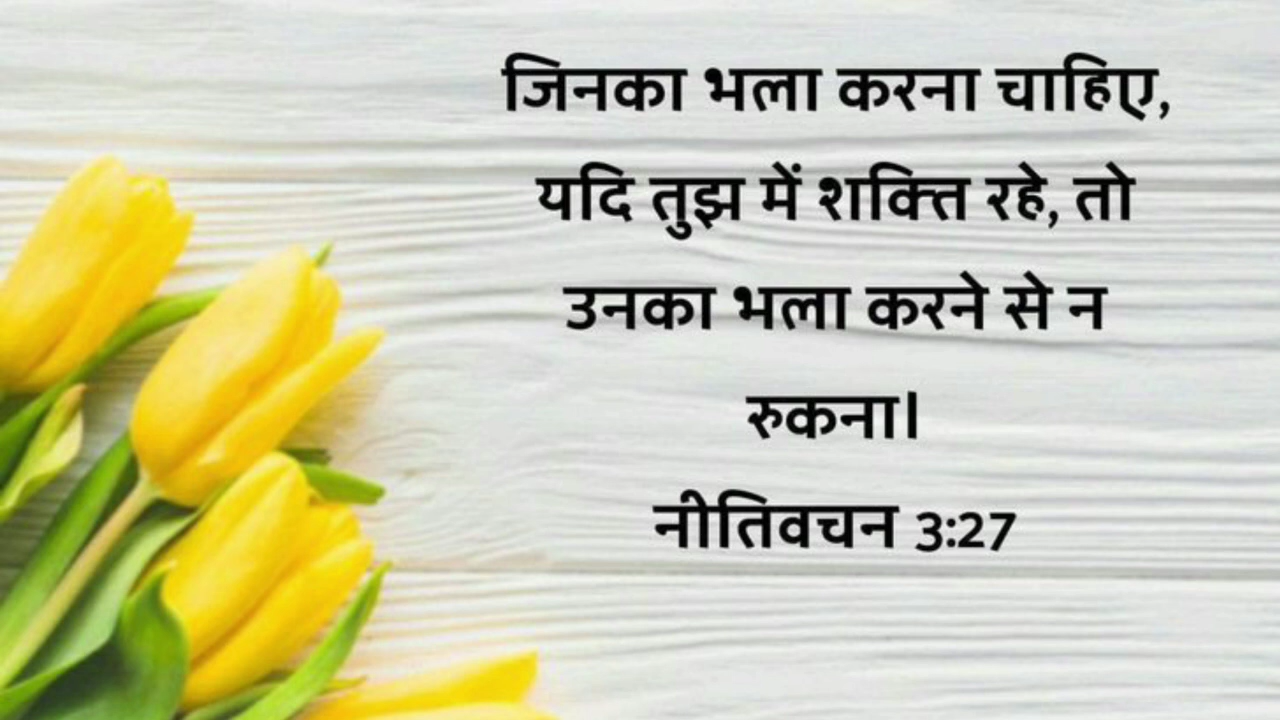 जिनका भला करना चाहिए,
यदि तुझ में शक्ति रहे, तो
उनका भला करने से न
रुकना।
नीतिवचन 3:27